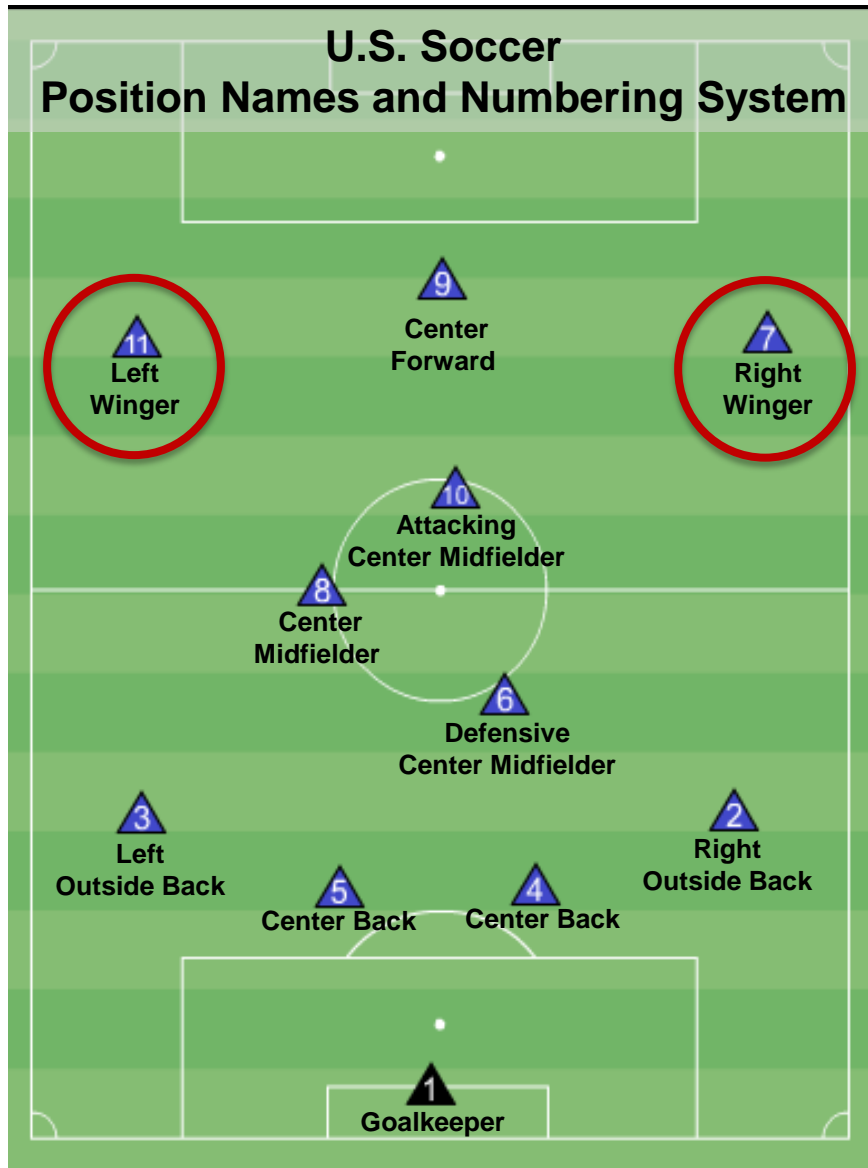 U.S. Soccer
Position Names and Numbering System
9
Center
Forward
11
Left
Winger
7
Right
Winger
10
Attacking
Center Midfielder
8
Center
Midfielder
6
Defensive
Center Midfielder
3
Left
Outside Back
2
Right
Outside Back
5
Center Back
4
Center Back
1
Goalkeeper